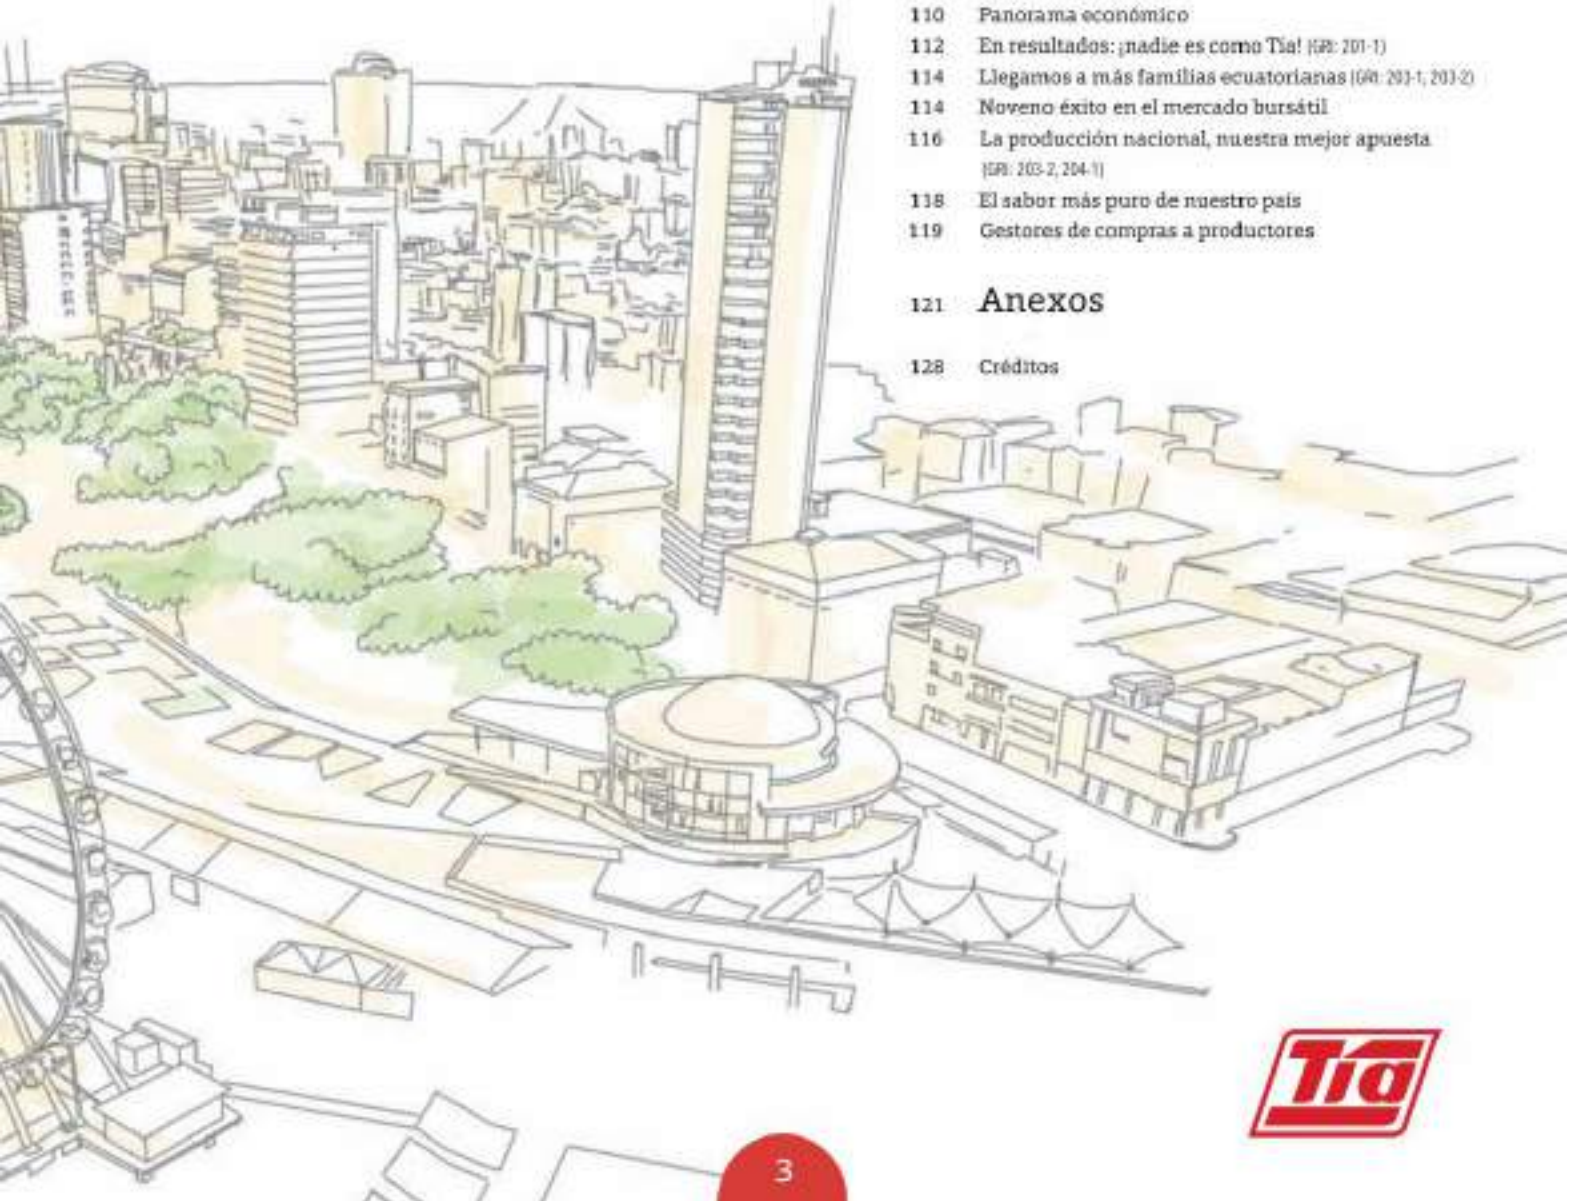 110 Panorama económico
112 En resultados: ¡nadie es como Tía! (GRI: 201-1)
114 Llegamos a más familias ecuatorianas (GRI: 203-1, 203-2)
114 Noveno éxito en el mercado bursátil
116 La producción nacional, nuestra mejor apuesta
(GRI: 203-2, 204-1)
118 El sabor más puro de nuestro país
119 Gestores de compras a productores
121 Anexos
128 Créditos
Tía
3